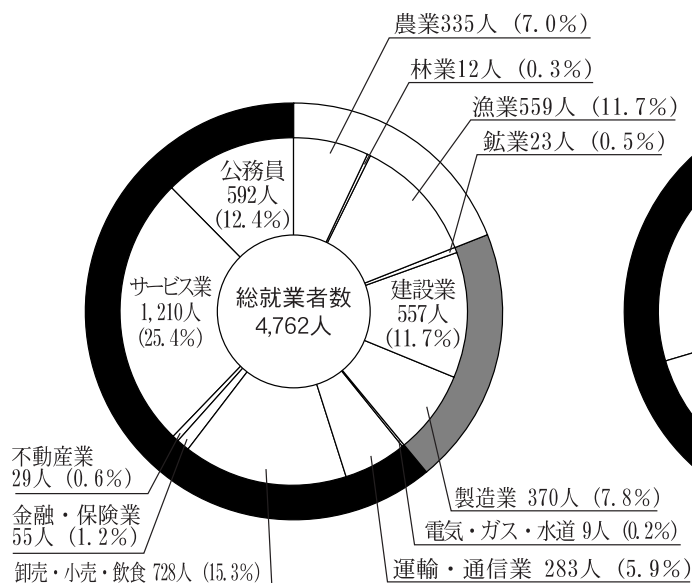 農業335人（7.0%）
林業12人（0.3%）
漁業559人（11.7%）
鉱業23人（0.5%）
公務員
592人
(12.4%)
サービス業
1,210人
(25.4%)
総就業者数
4,762人
建設業
557人
(11.7%)
不動産業
29人（0.6%）
金融・保険業
55人（1.2%）
卸売・小売・飲食 728人（15.3%）
製造業 370人（7.8%）
電気・ガス・水道 9人（0.2%）
運輸・通信業 283人（5.9%）